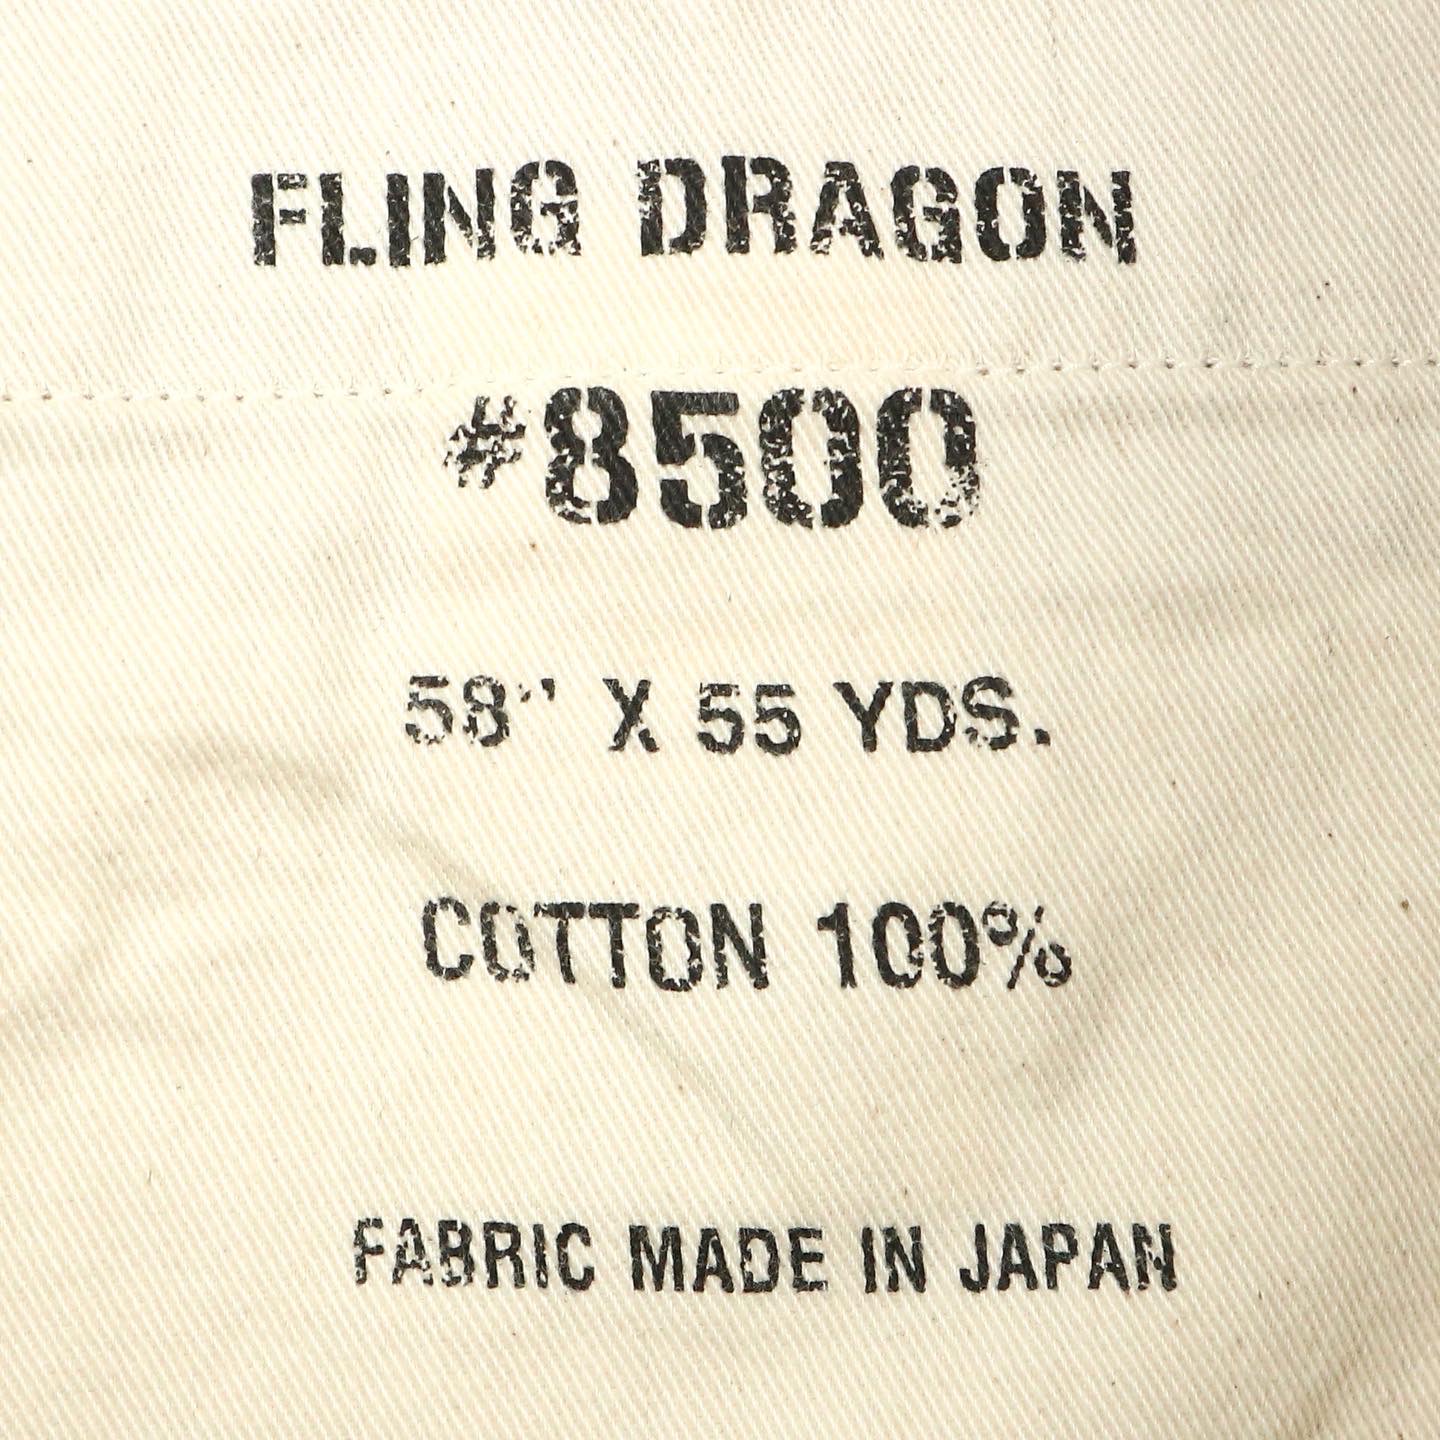 FLING DRAGON
#8500
58" X 55 YDS.
COTTON 100%
FABRIC MADE IN JAPAN